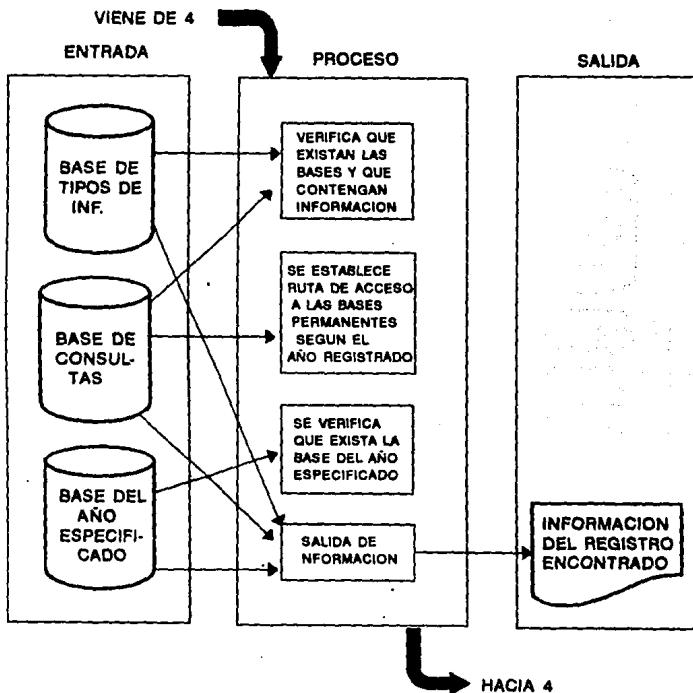 VIENE DE 4
ENTRADA
PROCESO
SALIDA
BASE DE
TIPOS DE
INF.
BASE DE
CONSUL-
TAS
BASE DEL
AÑO
ESPECIFI-
CADO
VERIFICA QUE
EXISTAN LAS
BASES Y QUE
CONTENGAN
INFORMACION
SE ESTABLECE
RUTA DE ACCESO
A LAS BASES
PERMANENTES
SEGUN EL
AÑO REGISTRADO
SE VERIFICA
QUE EXISTA LA
BASE DEL AÑO
ESPECIFICADO
SALIDA DE
NFORMACION
INFORMACION
DEL REGISTRO
ENCONTRADO
HACIA 4